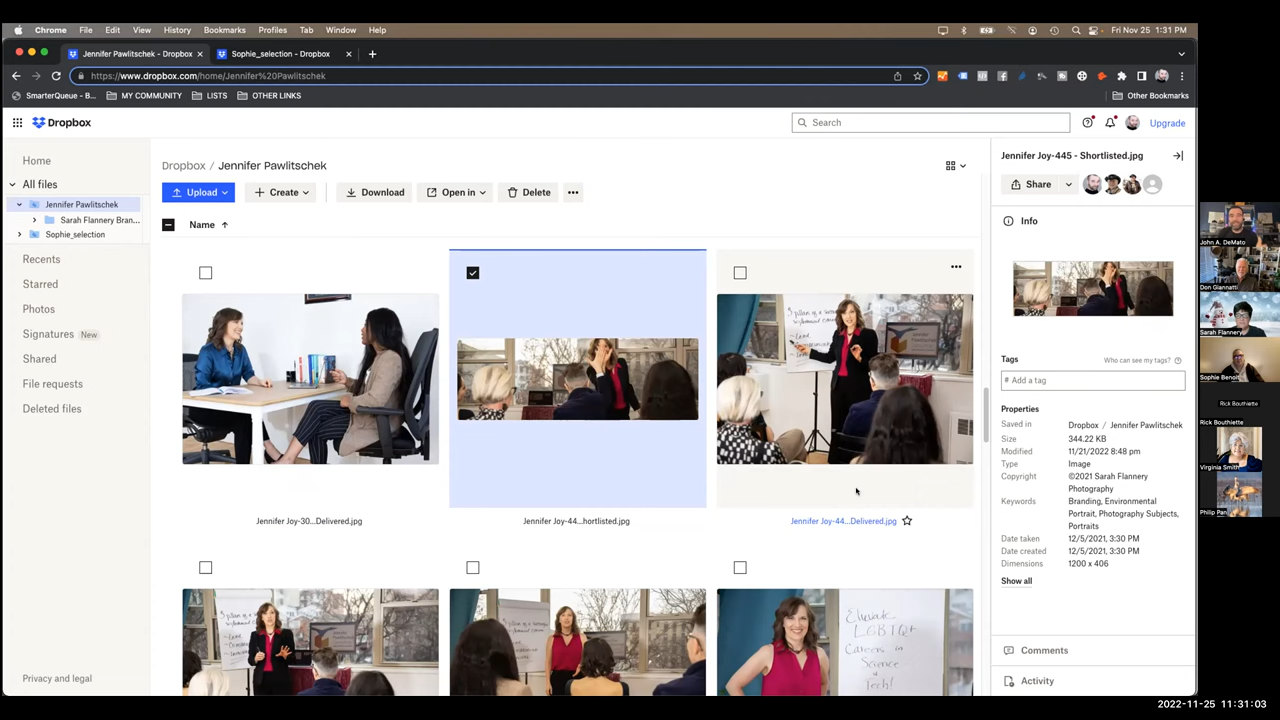 Chrome File Edit View History Bookmarks Profiles Tab Window Help
Fri Nov 25 1:31 PM
Jennifer Pawlitschek - Dropbox
Sophie_selection - Dropbox
https://www.dropbox.com/home/Jennifer%20Pawlitschek
SmarterQueue - B...
MY COMMUNITY
LISTS
OTHER LINKS
Other Bookmarks
Dropbox
Search
Upgrade
Home
All files
Jennifer Pawlitschek
Sarah Flannery Bran...
Sophie_selection
Recents
Starred
Photos
Signatures New
Shared
File requests
Deleted files
Privacy and legal
Dropbox / Jennifer Pawlitschek
Upload
Create
Download
Open in
Delete
Name
Jennifer Joy-30...Delivered.jpg
Jennifer Joy-44...hortlisted.jpg
Jennifer Joy-44...Delivered.jpg
Elevate
LGBTQ+
Careers in
Science
Tech!
Jennifer Joy-445 - Shortlisted.jpg
Share
Info
Tags
Who can see my tags?
# Add a tag
Properties
Saved in Dropbox / Jennifer Pawlitschek
Size 344.22 KB
Modified 11/21/2022 8:48 pm
Type Image
Copyright ©2021 Sarah Flannery
Photography
Keywords Branding, Environmental
Portrait, Photography Subjects,
Portraits
Date taken 12/5/2021, 3:30 PM
Date created 12/5/2021, 3:30 PM
Dimensions 1200 x 406
Show all
Comments
Activity
John A. DeMato
Don Giannatti
Sarah Flannery
Sophie Benoit
Rick Bouthiette
Rick Bouthiette
Virginia Smith
Philip Pan
2022-11-25 11:31:03